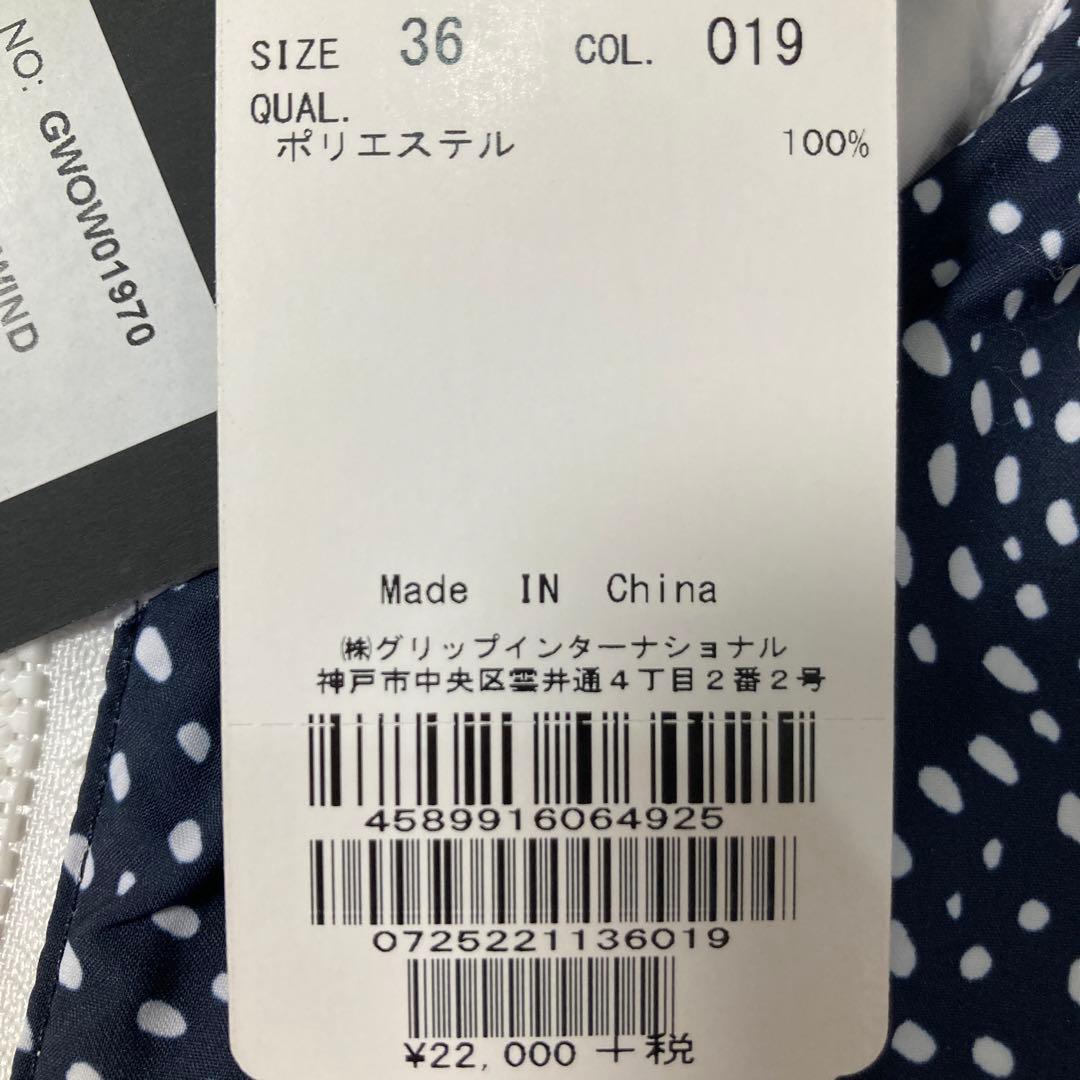 NO: GWOW01970
WIND
SIZE 36 COL. 019
QUAL.
ポリエステル 100%
Made IN China
㈱グリップインターナショナル
神戸市中央区雲井通4丁目2番2号
4589916064925
0725221136019
¥22,000 +税